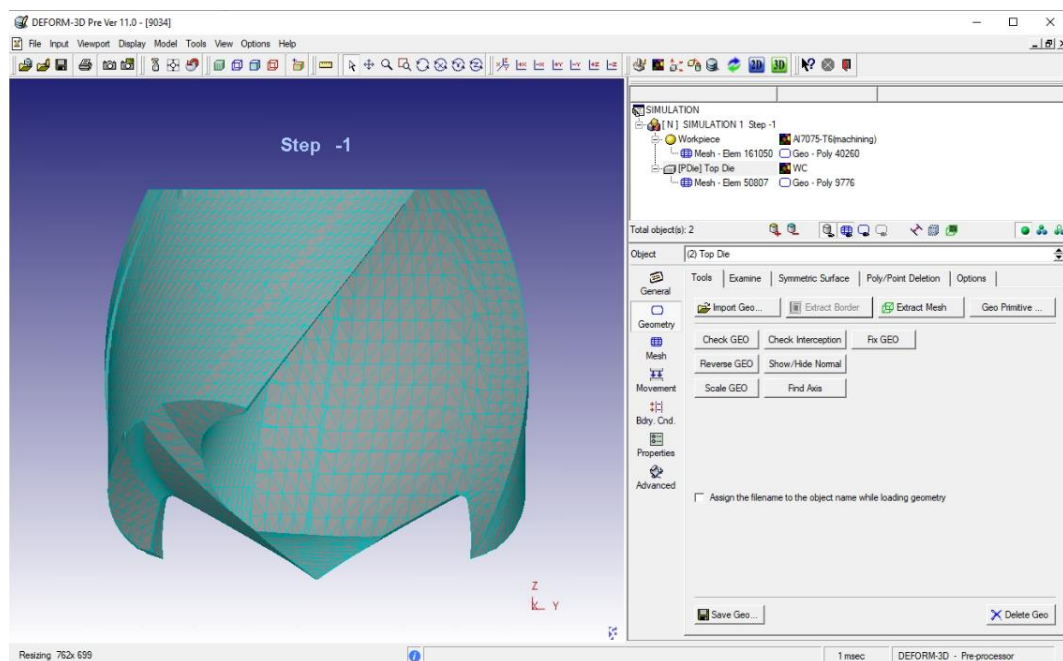 DEFORM-3D Pre Ver 11.0 - [9034]
File Input Viewport Display Model Tools View Options Help
2D 3D
Step -1
SIMULATION
[ N ] SIMULATION 1 Step -1
Workpiece Al7075-T6(machining)
Mesh - Elem 161050 Geo - Poly 40260
[PDie] Top Die WC
Mesh - Elem 50807 Geo - Poly 9776
Total object(s): 2
Object (2) Top Die
General
Geometry
Mesh
Movement
Bdry. Cnd.
Properties
Advanced
Tools Examine Symmetric Surface Poly/Point Deletion Options
Import Geo... Extract Border Extract Mesh Geo Primitive ...
Check GEO Check Interception Fix GEO
Reverse GEO Show/Hide Normal
Scale GEO Find Axis
Assign the filename to the object name while loading geometry
Save Geo... Delete Geo
Z
X Y
Resizing 762x 699 1 msec DEFORM-3D - Pre-processor